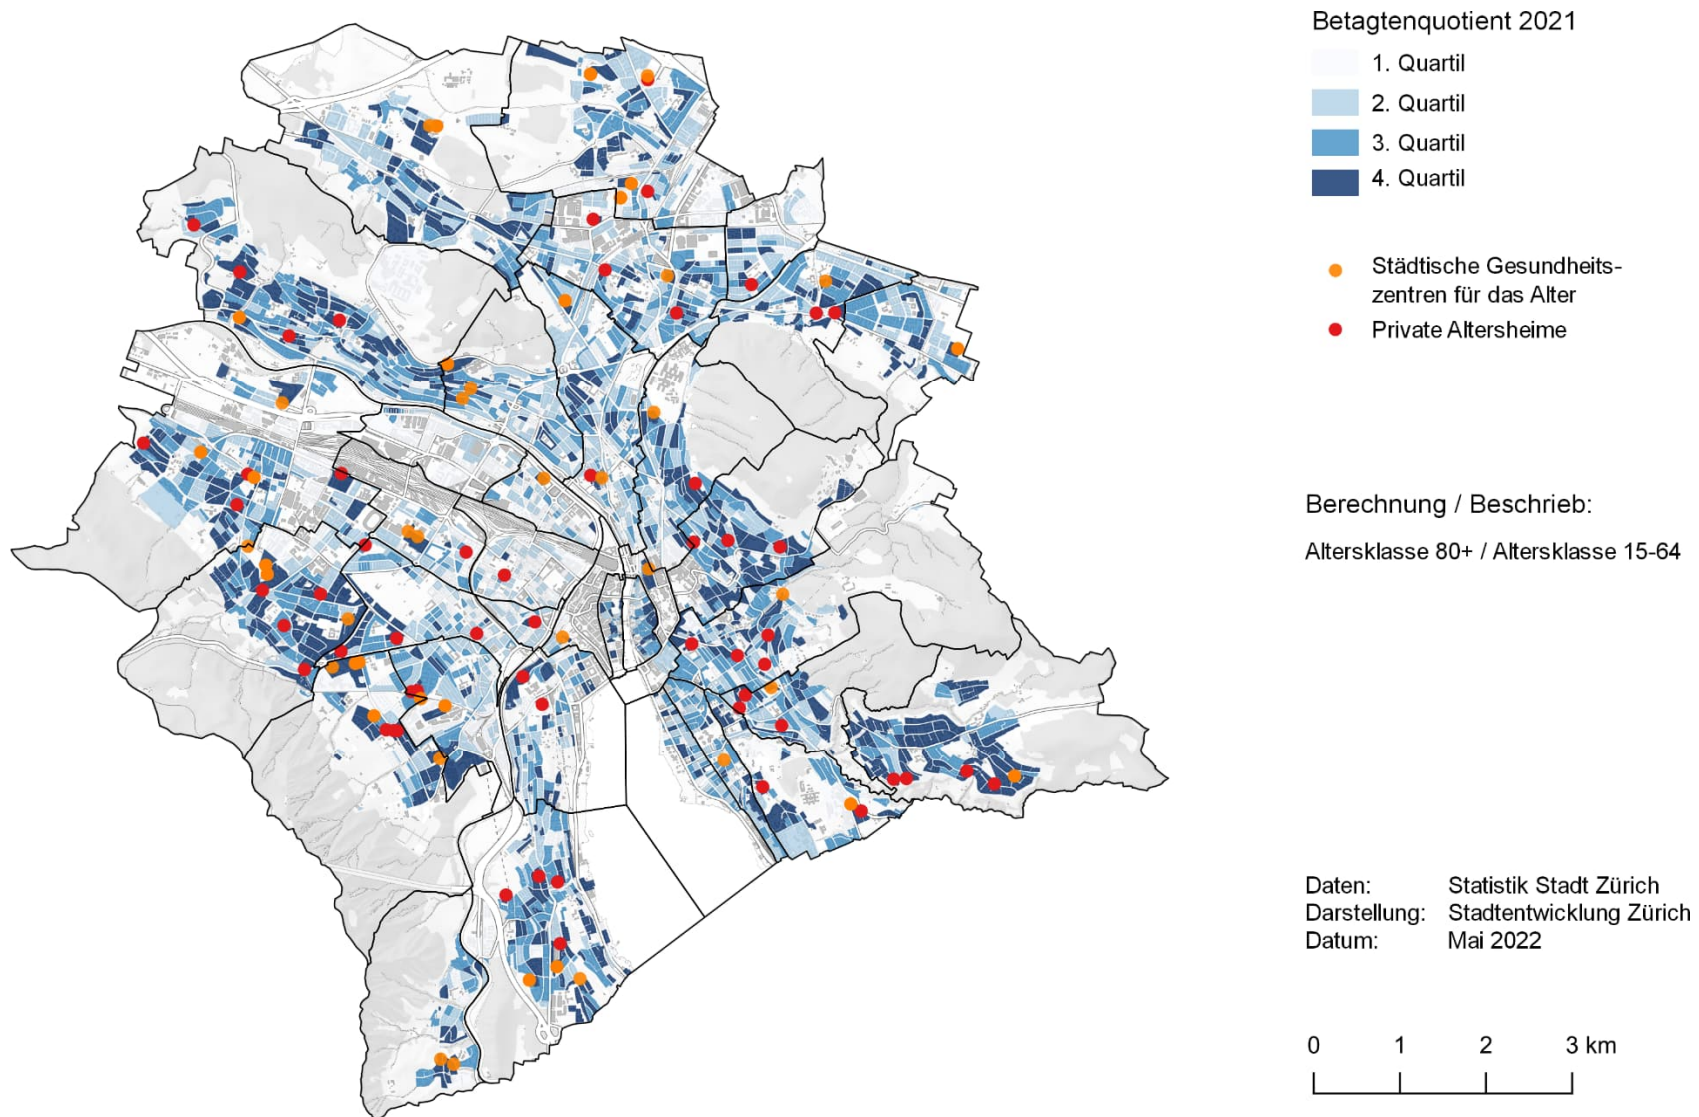 Betagtenquotient 2021
1. Quartil
2. Quartil
3. Quartil
4. Quartil
Städtische Gesundheits-
zentren für das Alter
Private Altersheime
Berechnung / Beschrieb:
Altersklasse 80+ / Altersklasse 15-64
Daten: Statistik Stadt Zürich
Darstellung: Stadtentwicklung Zürich
Datum: Mai 2022
0 1 2 3 km